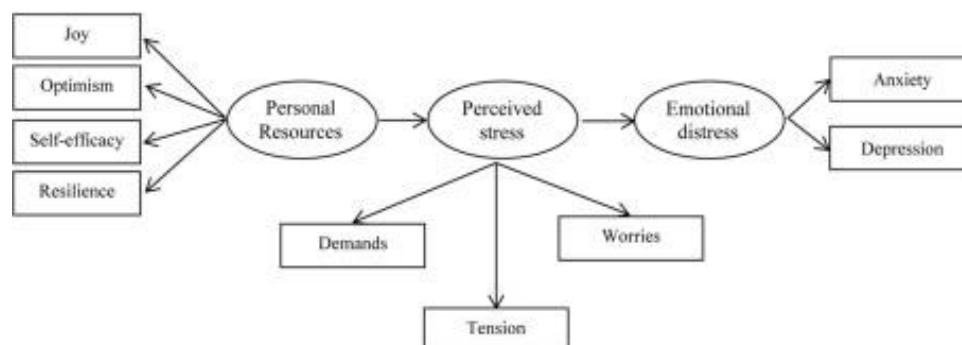 Joy
Optimism
Self-efficacy
Resilience
Personal
Resources
Perceived
stress
Emotional
distress
Anxiety
Depression
Demands
Worries
Tension